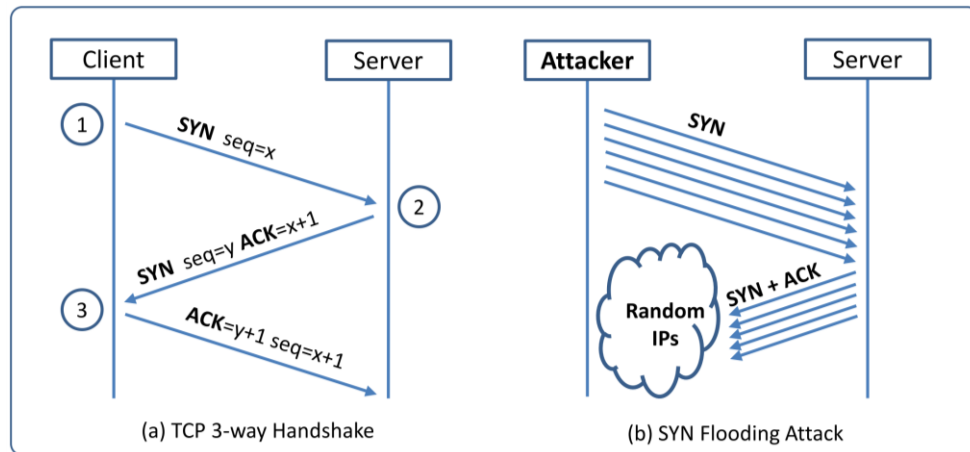 Client
Server
1
SYN seq=x
2
SYN seq=y ACK=x+1
3
ACK=y+1 seq=x+1
(a) TCP 3-way Handshake
Attacker
Server
SYN
SYN + ACK
Random
IPs
(b) SYN Flooding Attack